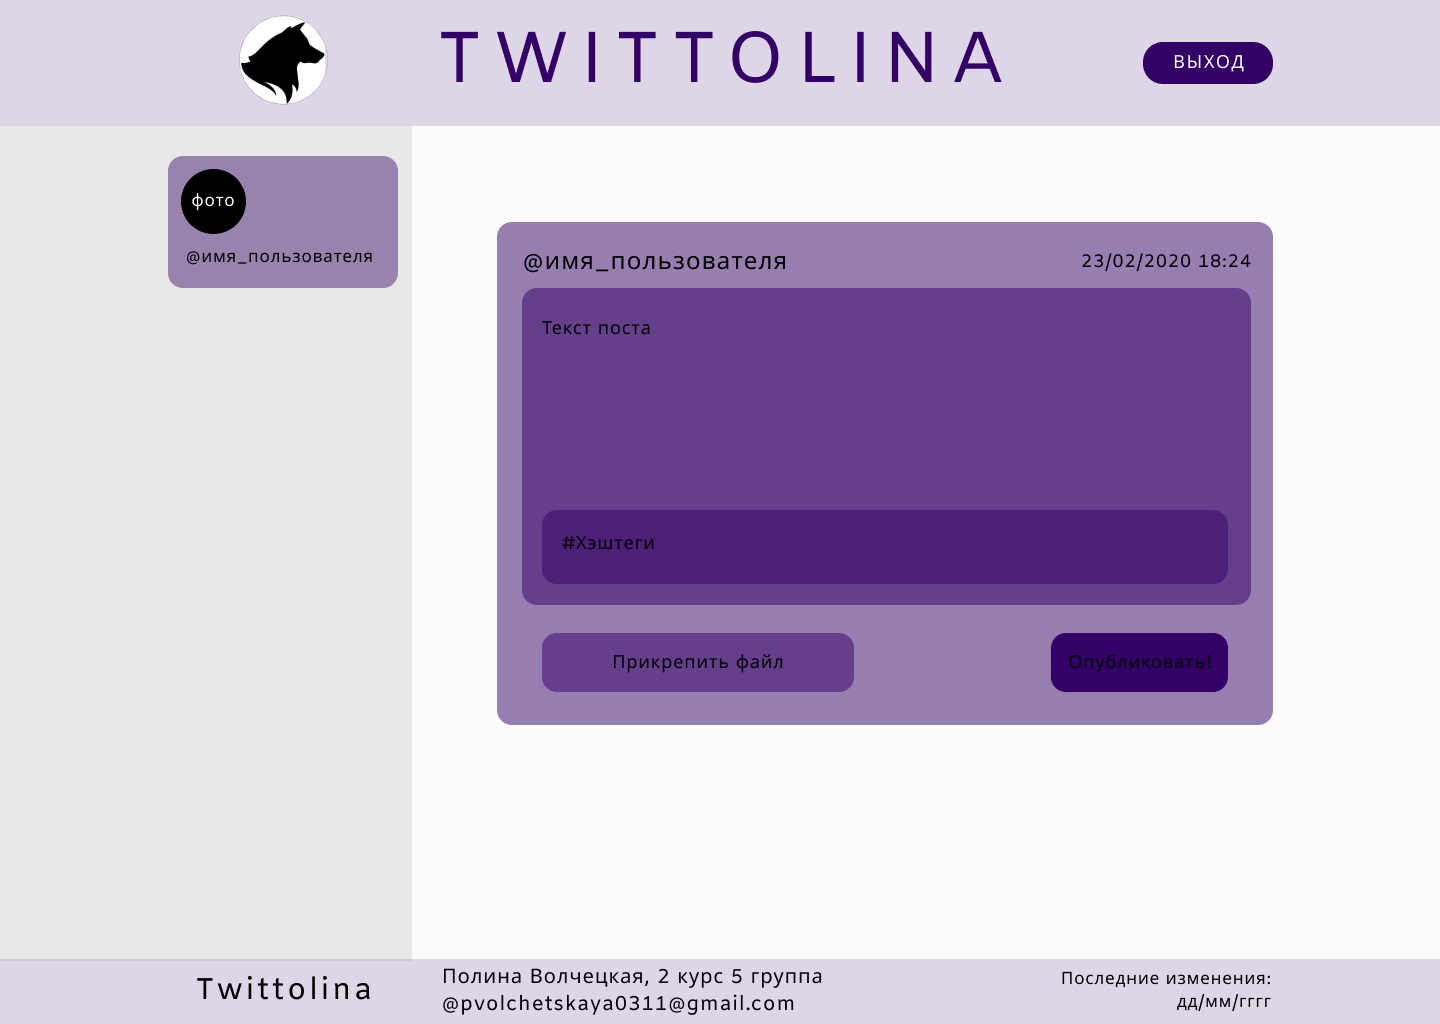 TWITTOLINA
ВЫХОД
фото
@имя_пользователя
@имя_пользователя
23/02/2020 18:24
Текст поста
#Хэштеги
Прикрепить файл
Опубликовать!
Twittolina
Полина Волчецкая, 2 курс 5 группа
@pvolchetskaya0311@gmail.com
Последние изменения:
дд/мм/гггг